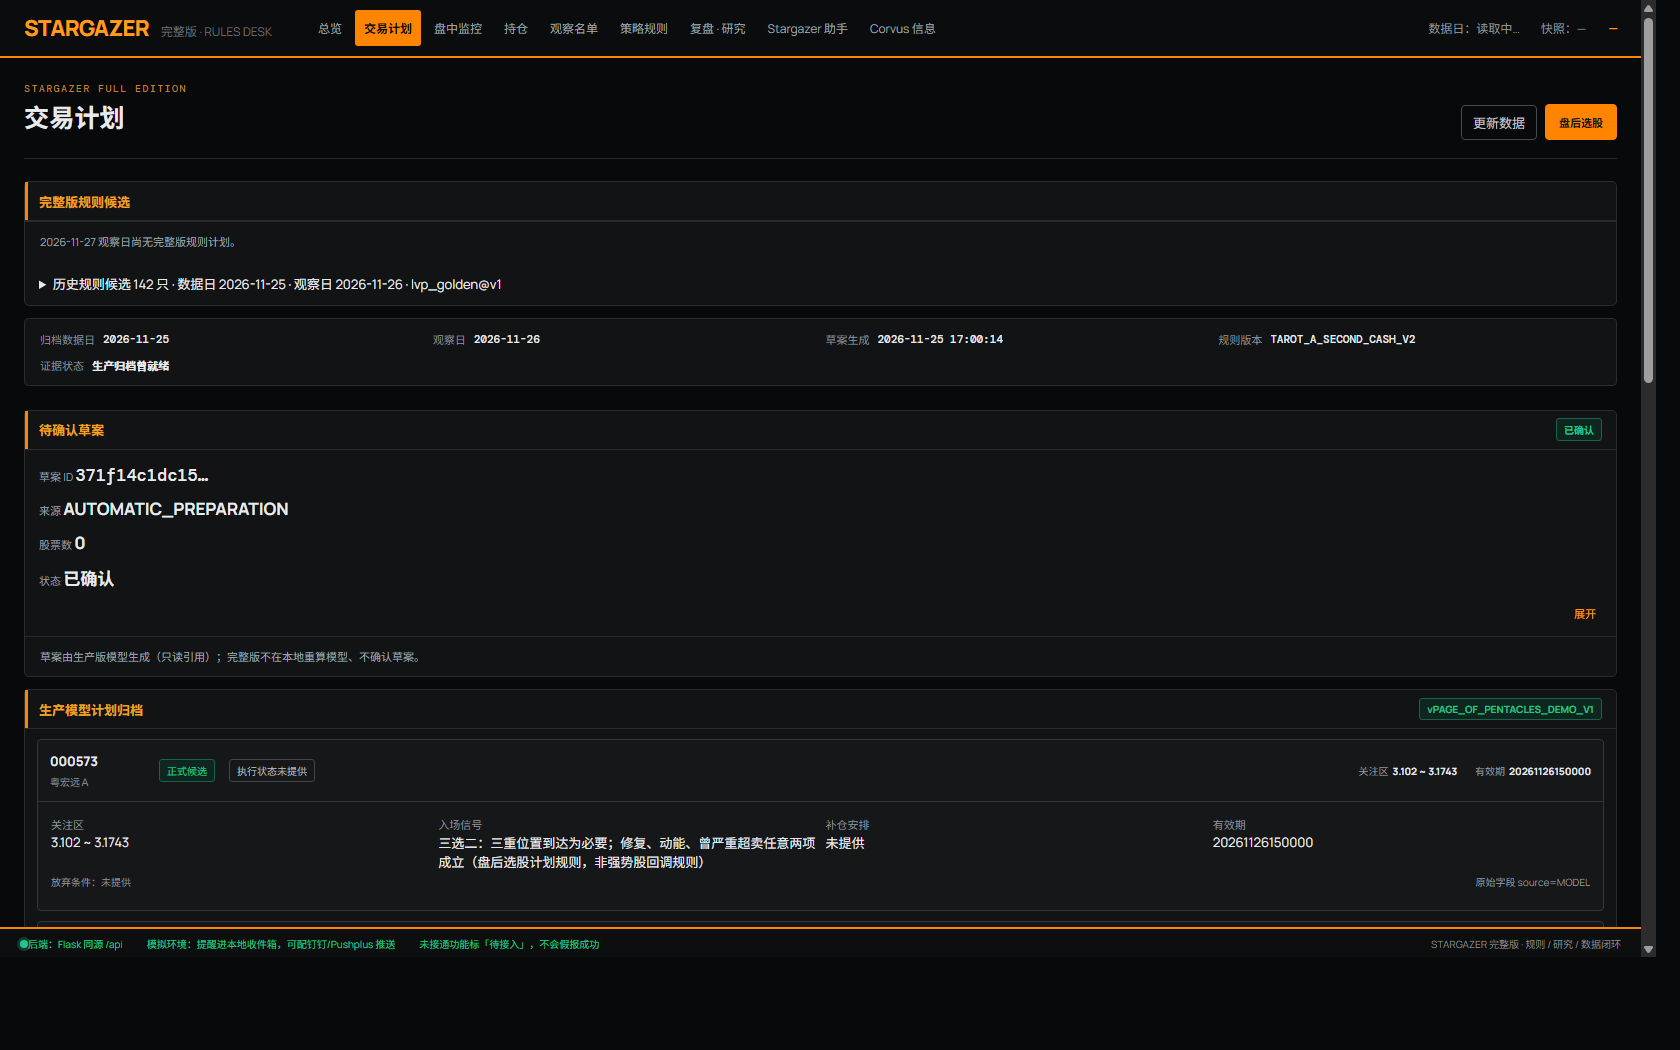 STARGAZER 完整版 · RULES DESK 总览 交易计划 盘中监控 持仓 观察名单 策略规则 复盘 · 研究 Stargazer 助手 Corvus 信息 数据日：读取中... 快照：— —
STARGAZER FULL EDITION
交易计划
更新数据 盘后选股
完整版规则候选
2026-11-27 观察日尚无完整版规则计划。
▶ 历史规则候选 142 只 · 数据日 2026-11-25 · 观察日 2026-11-26 · lvp_golden@v1
归档数据日 2026-11-25 观察日 2026-11-26 草案生成 2026-11-25 17:00:14 规则版本 TAROT_A_SECOND_CASH_V2
证据状态 生产归档曾就绪
待确认草案 已确认
草案 ID 371f14c1dc15…
来源 AUTOMATIC_PREPARATION
股票数 0
状态 已确认
展开
草案由生产版模型生成（只读引用）；完整版不在本地重算模型、不确认草案。
生产模型计划归档 vPAGE_OF_PENTACLES_DEMO_V1
000573
粤宏远 A
正式候选 执行状态未提供 关注区 3.102 ~ 3.1743 有效期 20261126150000
关注区 入场信号 补仓安排 有效期
3.102 ~ 3.1743 三选二：三重位置到达为必要；修复、动能、曾严重超卖任意两项 未提供 20261126150000
成立（盘后选股计划规则，非强势股回调规则）
放弃条件：未提供 原始字段 source=MODEL
后端：Flask 同源 /api 模拟环境：提醒进本地收件箱，可配钉钉/Pushplus 推送 未接通功能标「待接入」，不会假报成功 STARGAZER 完整版 · 规则 / 研究 / 数据闭环